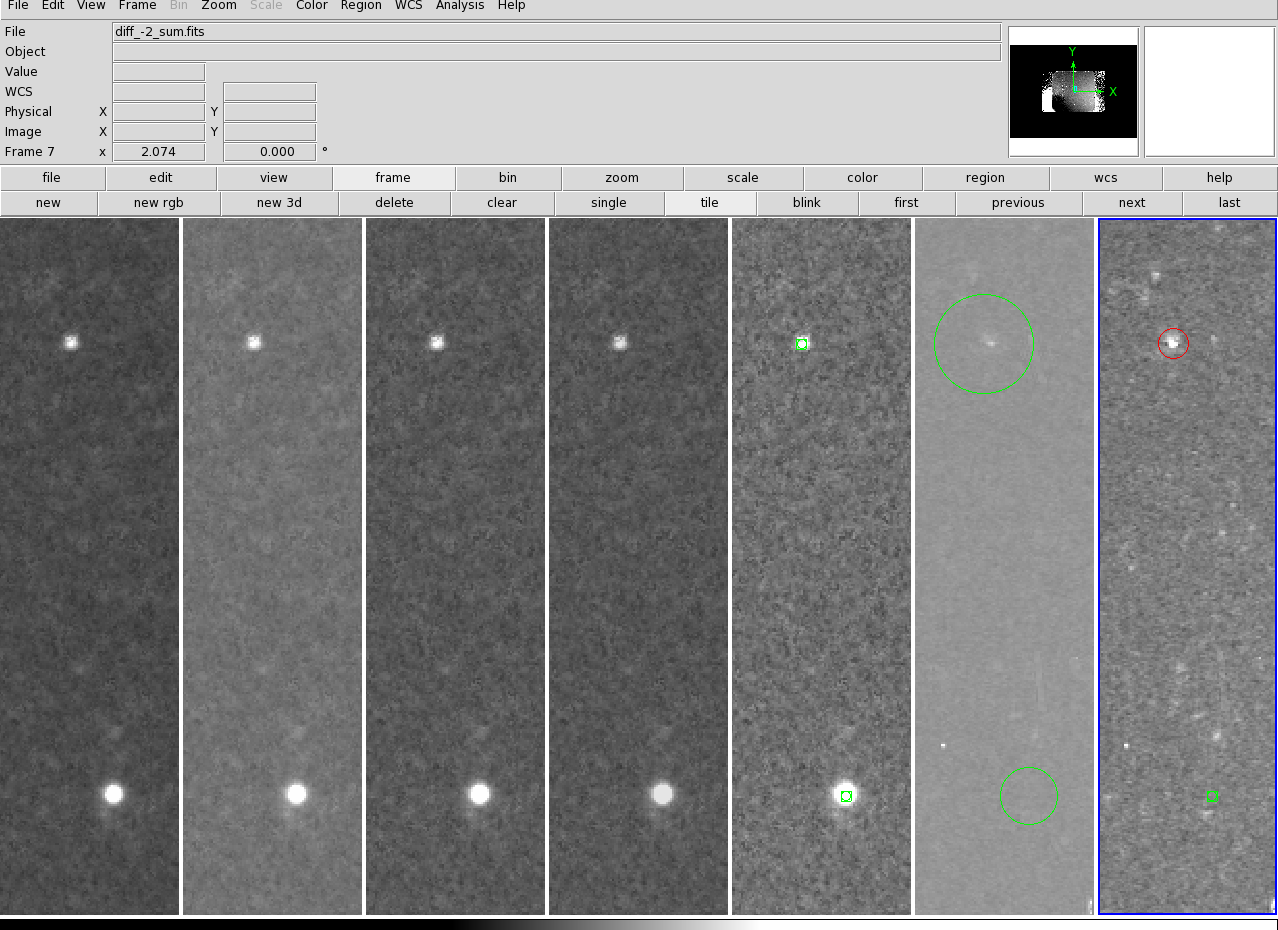 File Edit View Frame Bin Zoom Scale Color Region WCS Analysis Help
File diff_-2_sum.fits
Object
Value
WCS
Physical X Y
Image X Y
Frame 7 x 2.074 0.000 °
Y
X
file edit view frame bin zoom scale color region wcs help
new new rgb new 3d delete clear single tile blink first previous next last